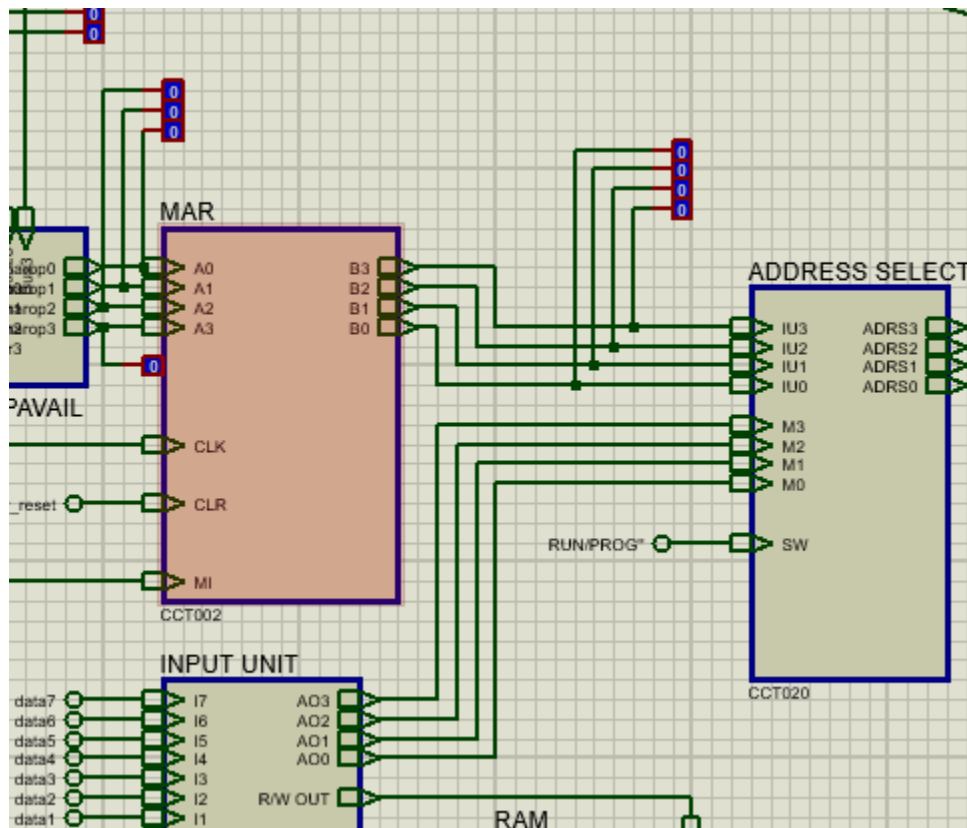 0
0
0
0
0
MAR
0
0
0
0
ADDRESS SELECT
A0
A1
A2
A3
B3
B2
B1
B0
0
IU3
IU2
IU1
IU0
ADRS3
ADRS2
ADRS1
ADRS0
PAVAIL
M3
M2
M1
M0
CLK
_reset
CLR
RUN/PROG"
SW
MI
CCT002
INPUT UNIT
CCT020
data7
data6
data5
data4
data3
data2
data1
I7
I6
I5
I4
I3
I2
I1
AO3
AO2
AO1
AO0
R/W OUT
RAM